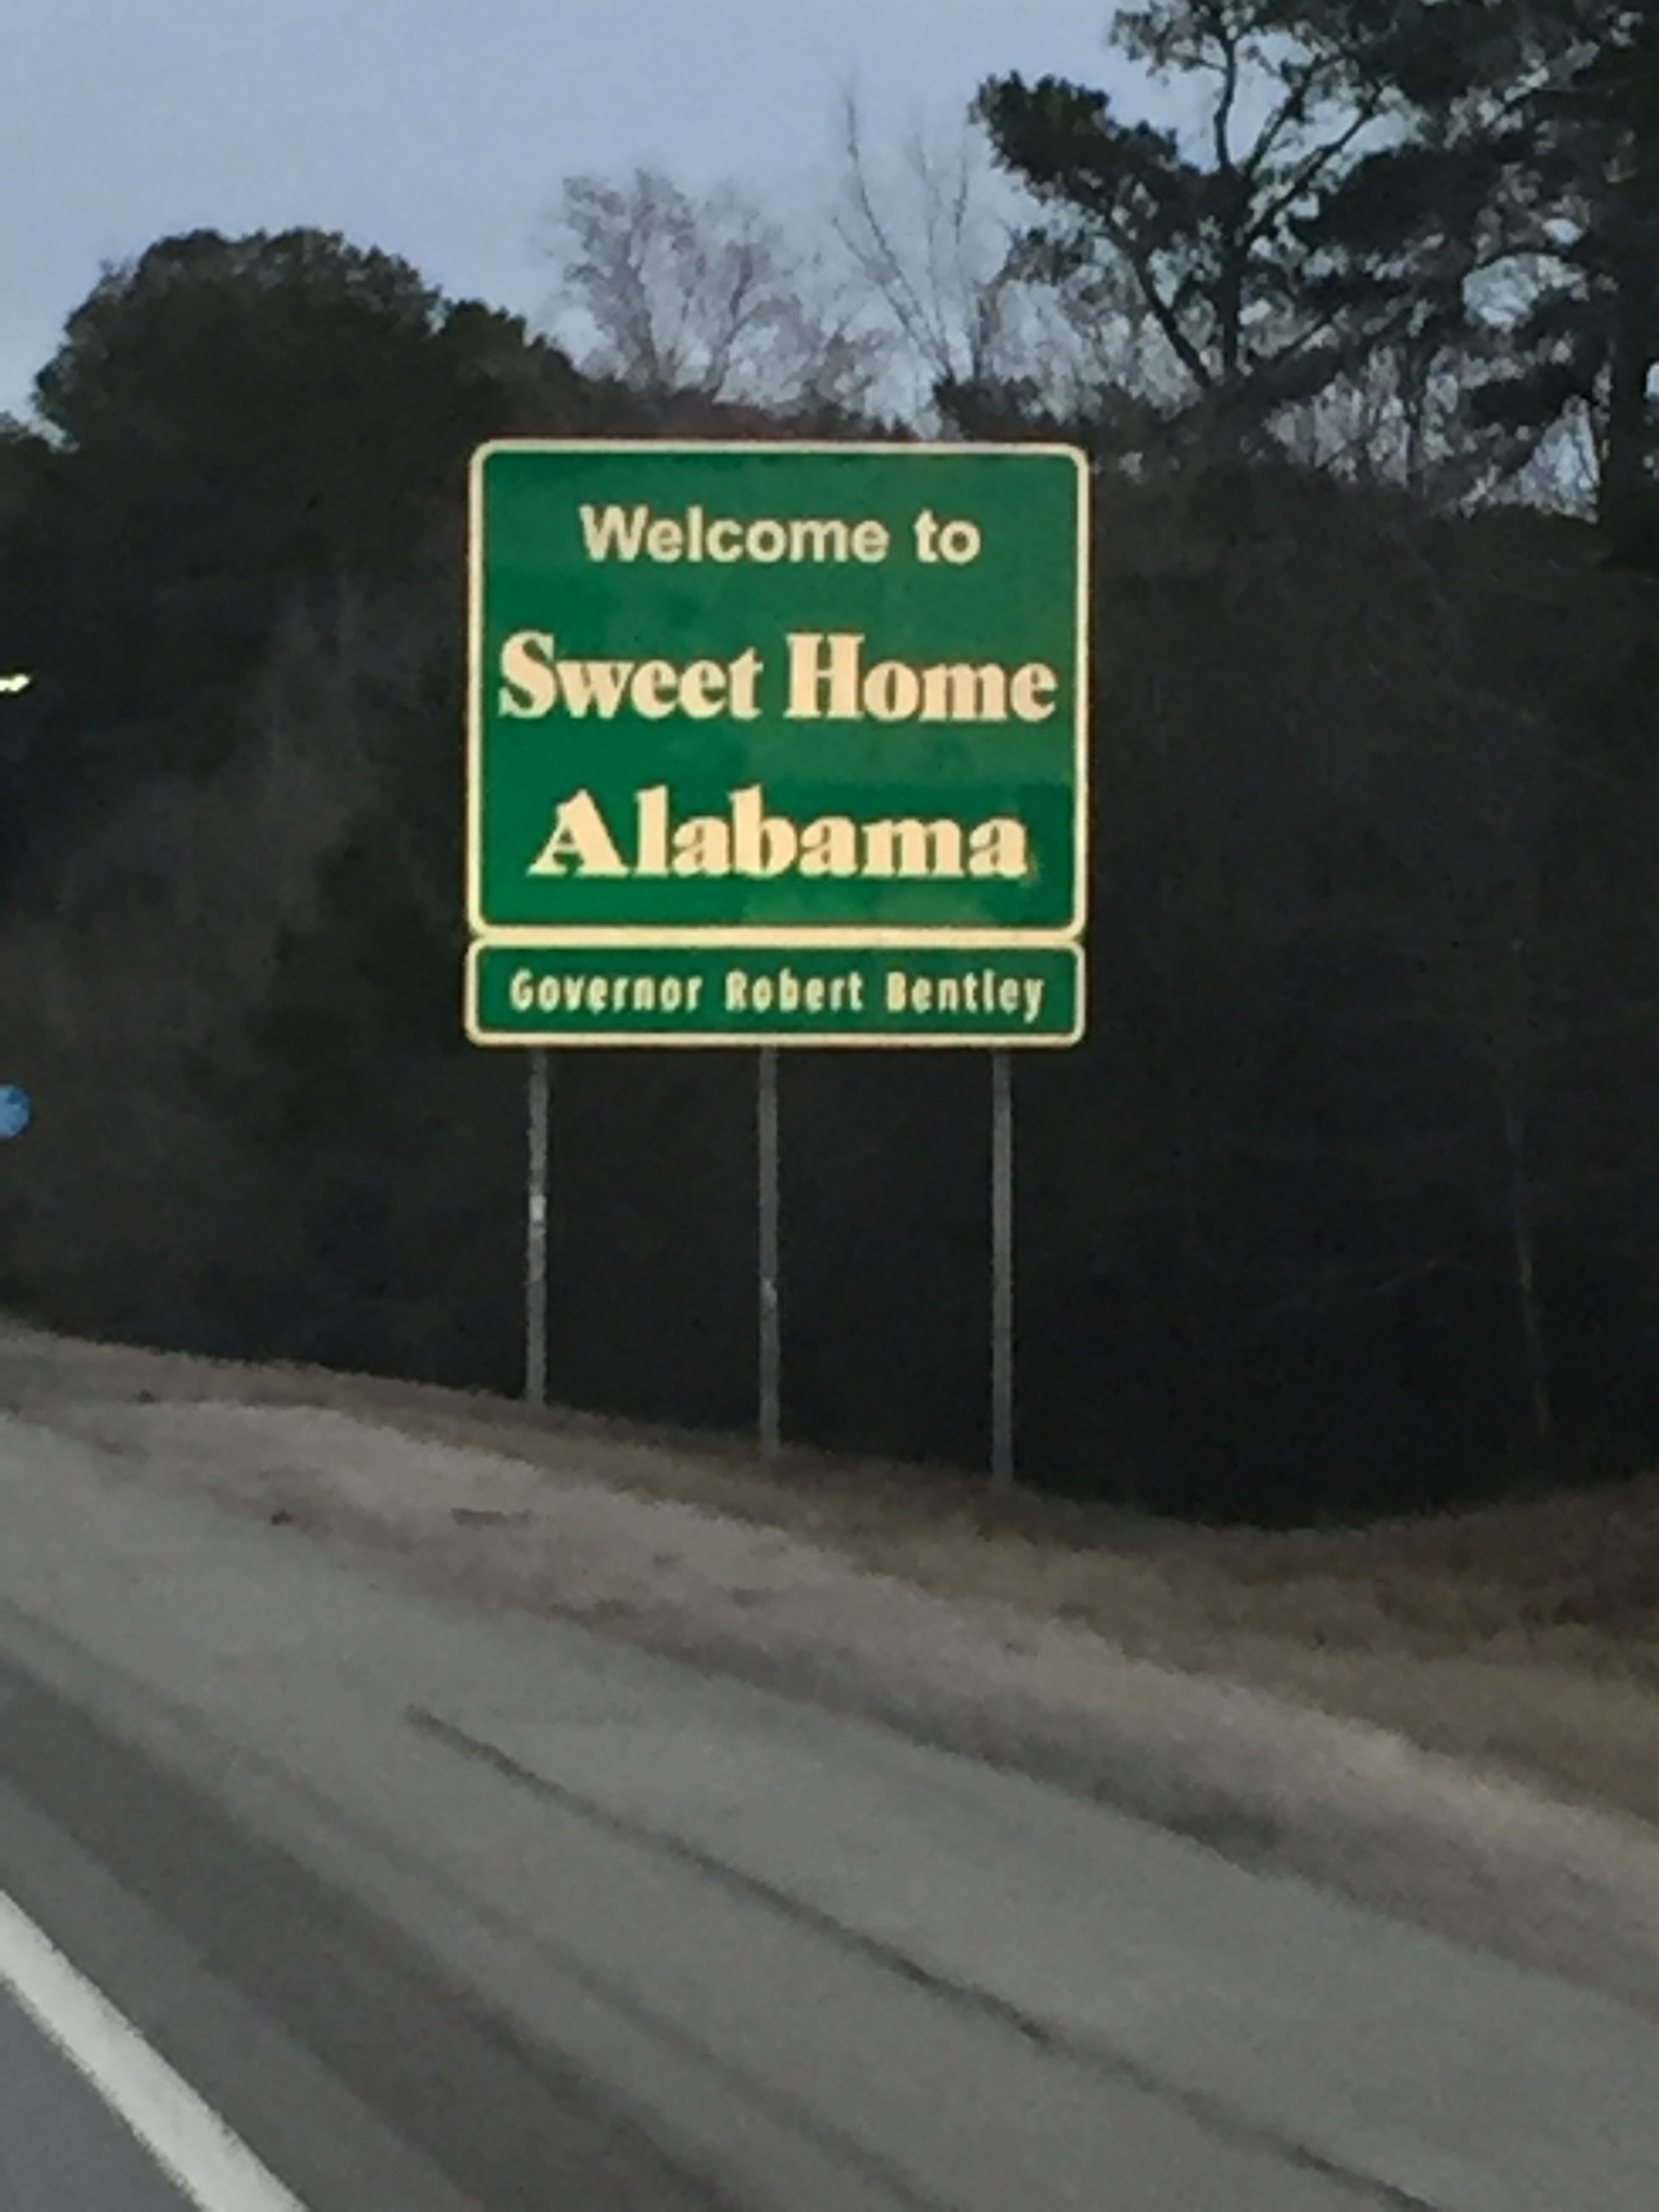 Welcome to
Sweet Home
Alabama
Governor Robert Bentley